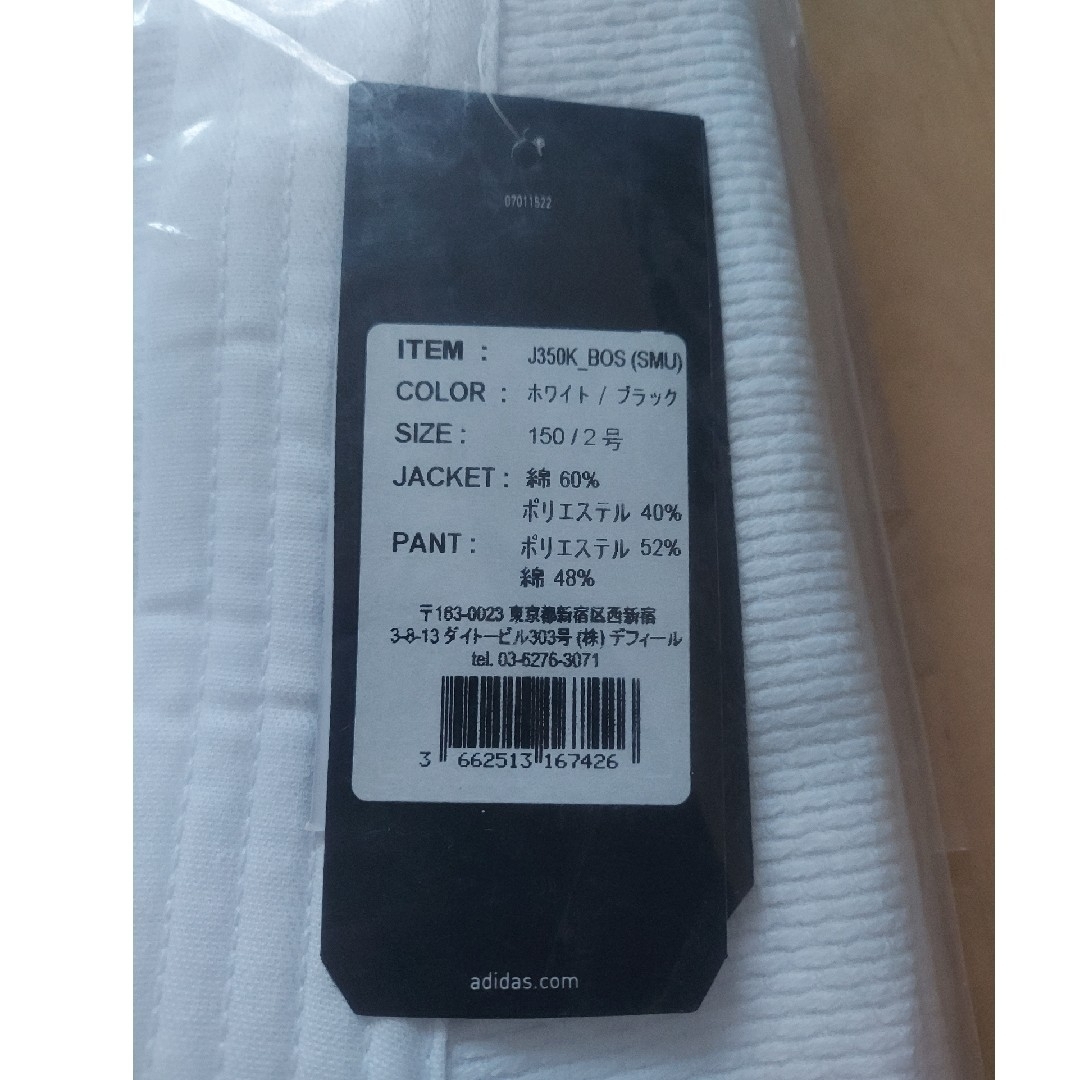 07011522
ITEM : J350K_BOS (SMU)
COLOR : ホワイト / ブラック
SIZE : 150 / 2 号
JACKET : 綿 60%
ポリエステル 40%
PANT : ポリエステル 52%
綿 48%
〒163-0023 東京都新宿区西新宿
3-8-13 ダイトービル303号 (株) デフィール
tel. 03-6276-3071
3 662513 167426
adidas.com